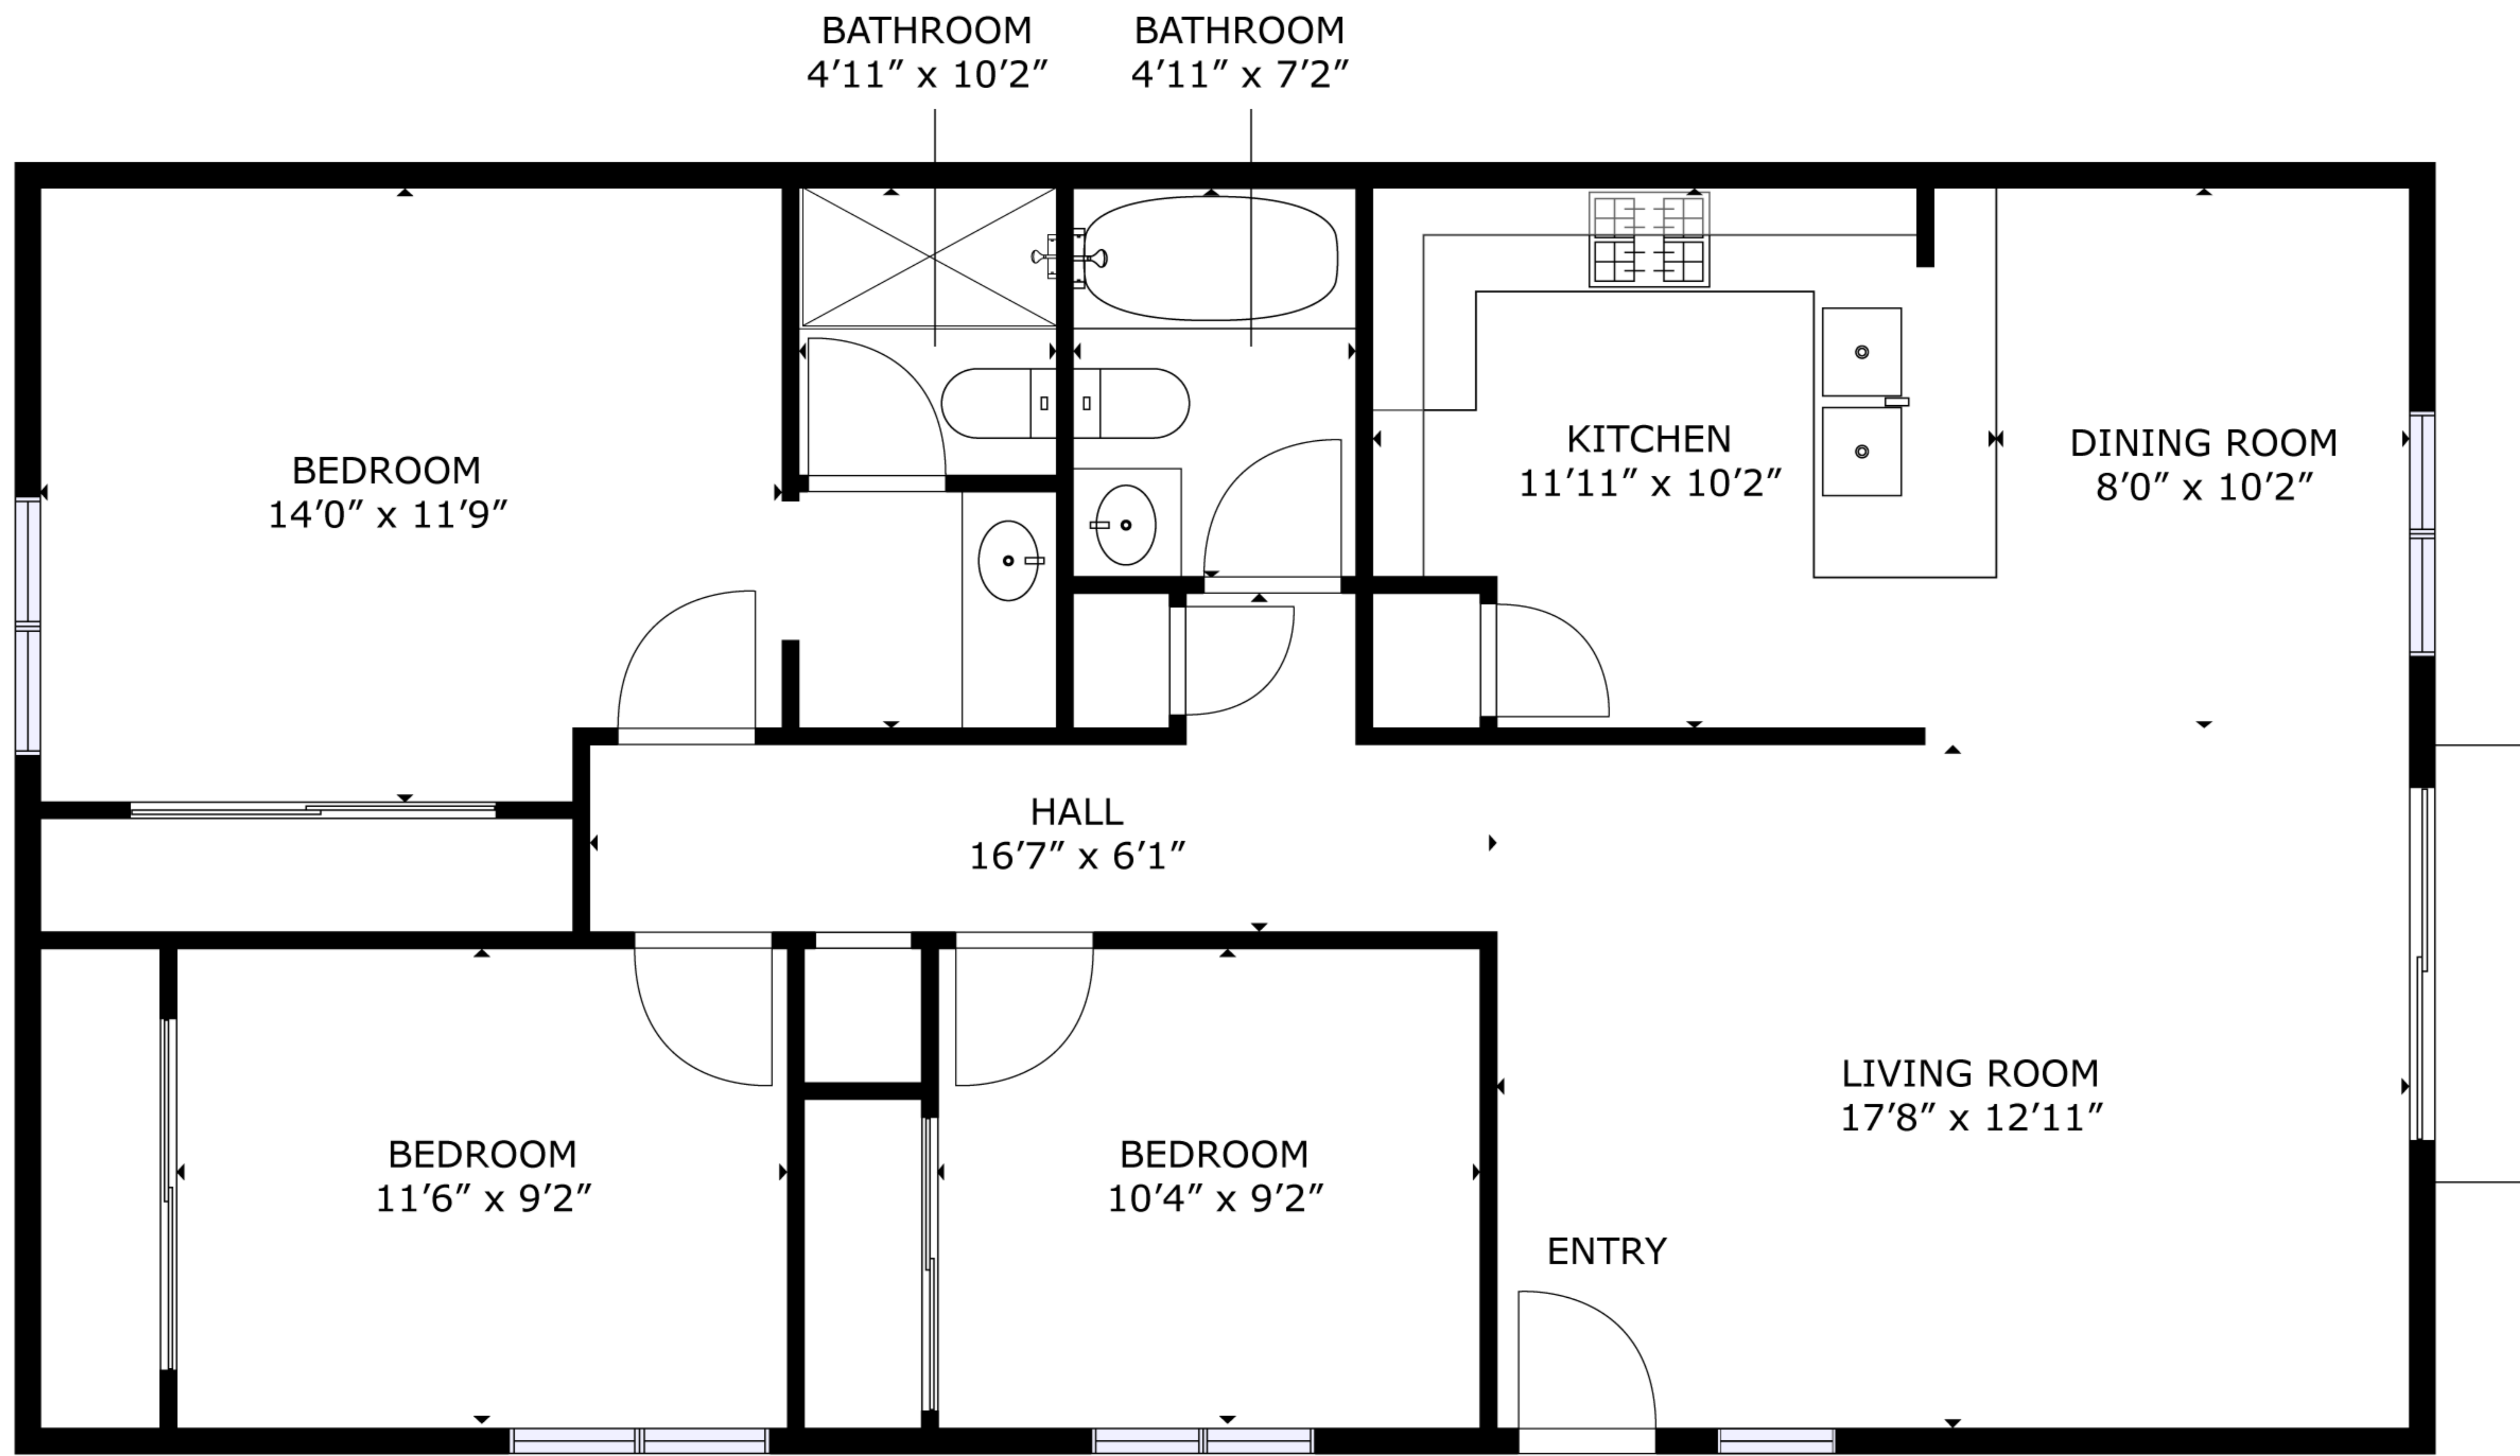 BATHROOM
4’11” x 10’2”
BATHROOM
4’11” x 7’2”
BEDROOM
14’0” x 11’9”
KITCHEN
11’11” x 10’2”
DINING ROOM
8’0” x 10’2”
HALL
16’7” x 6’1”
BEDROOM
11’6” x 9’2”
BEDROOM
10’4” x 9’2”
LIVING ROOM
17’8” x 12’11”
ENTRY